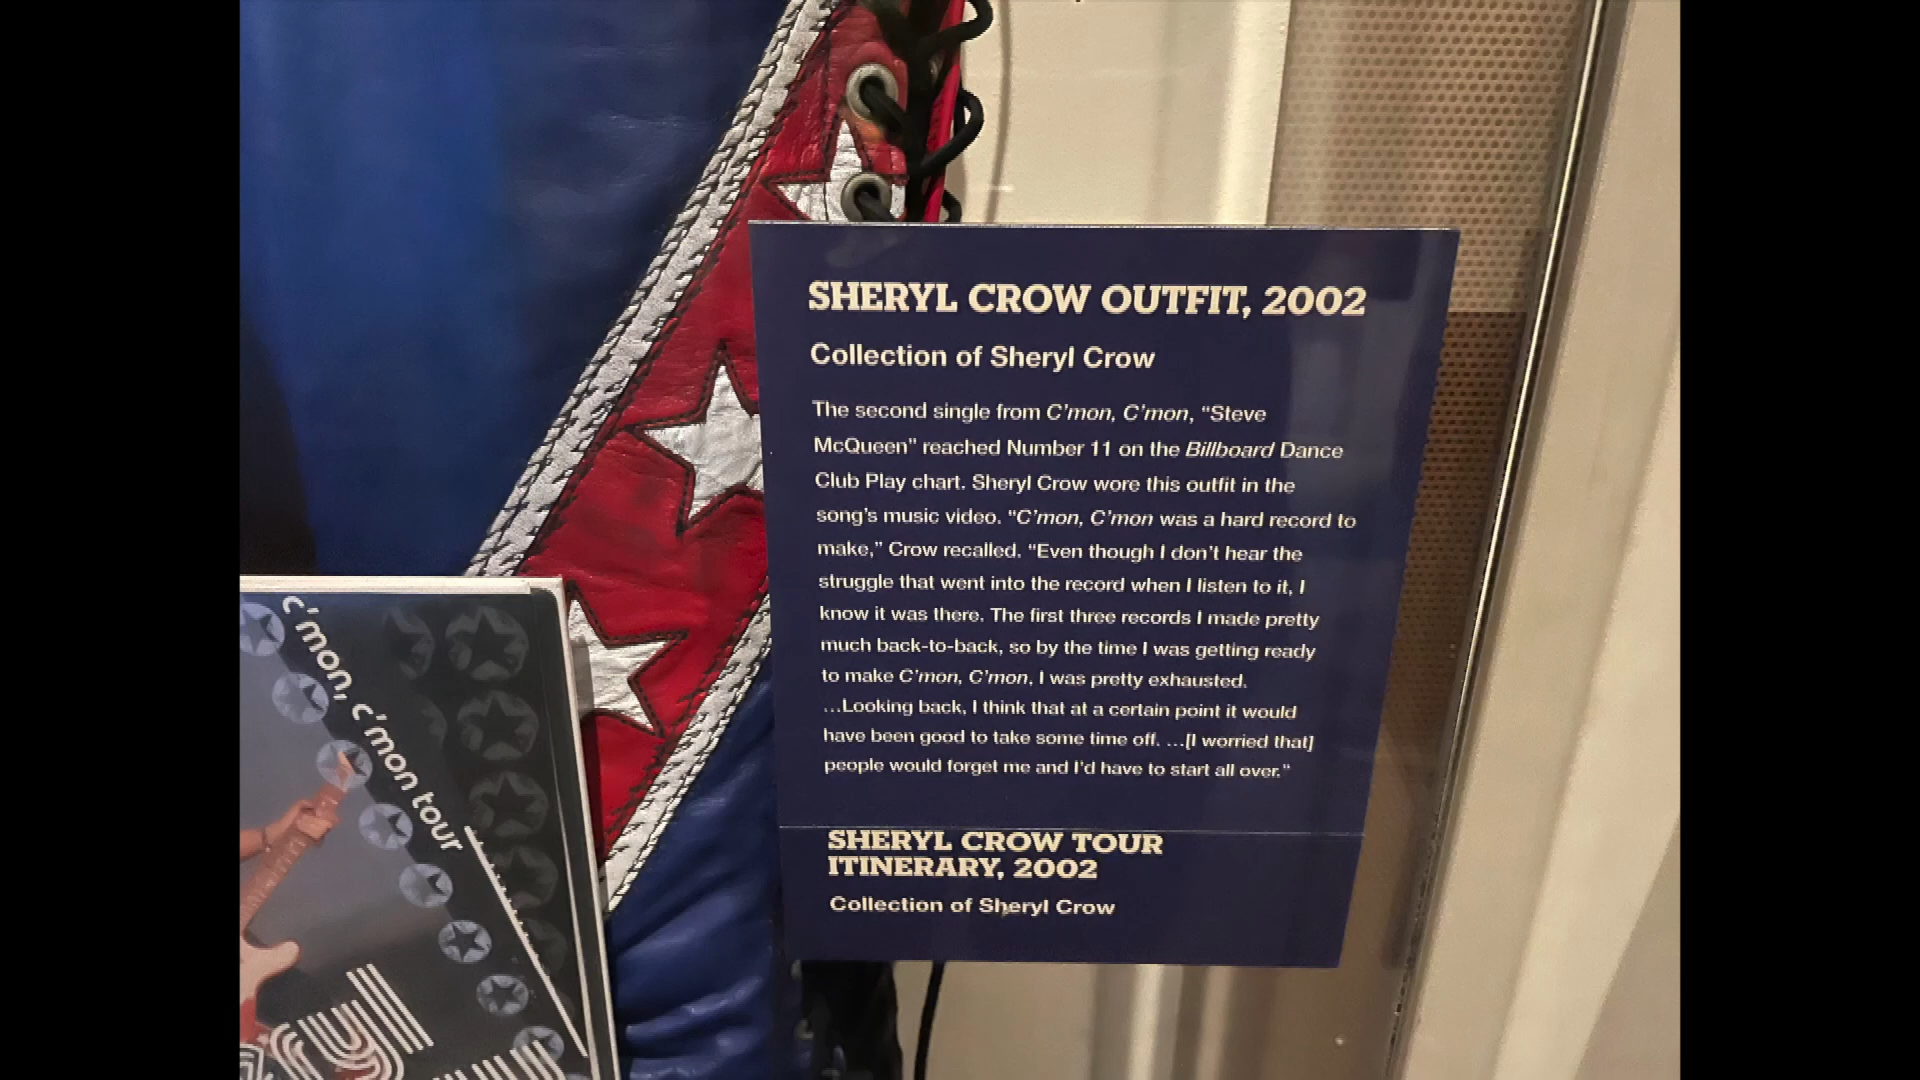 SHERYL CROW OUTFIT, 2002
Collection of Sheryl Crow
The second single from C'mon, C'mon, “Steve
McQueen” reached Number 11 on the Billboard Dance
Club Play chart. Sheryl Crow wore this outfit in the
song's music video. “C'mon, C'mon was a hard record to
make,” Crow recalled. “Even though I don't hear the
struggle that went into the record when I listen to it, I
know it was there. The first three records I made pretty
much back-to-back, so by the time I was getting ready
to make C'mon, C'mon, I was pretty exhausted.
…Looking back, I think that at a certain point it would
have been good to take some time off. …[I worried that]
people would forget me and I'd have to start all over.”
SHERYL CROW TOUR
ITINERARY, 2002
Collection of Sheryl Crow
c'mon, c'mon tour